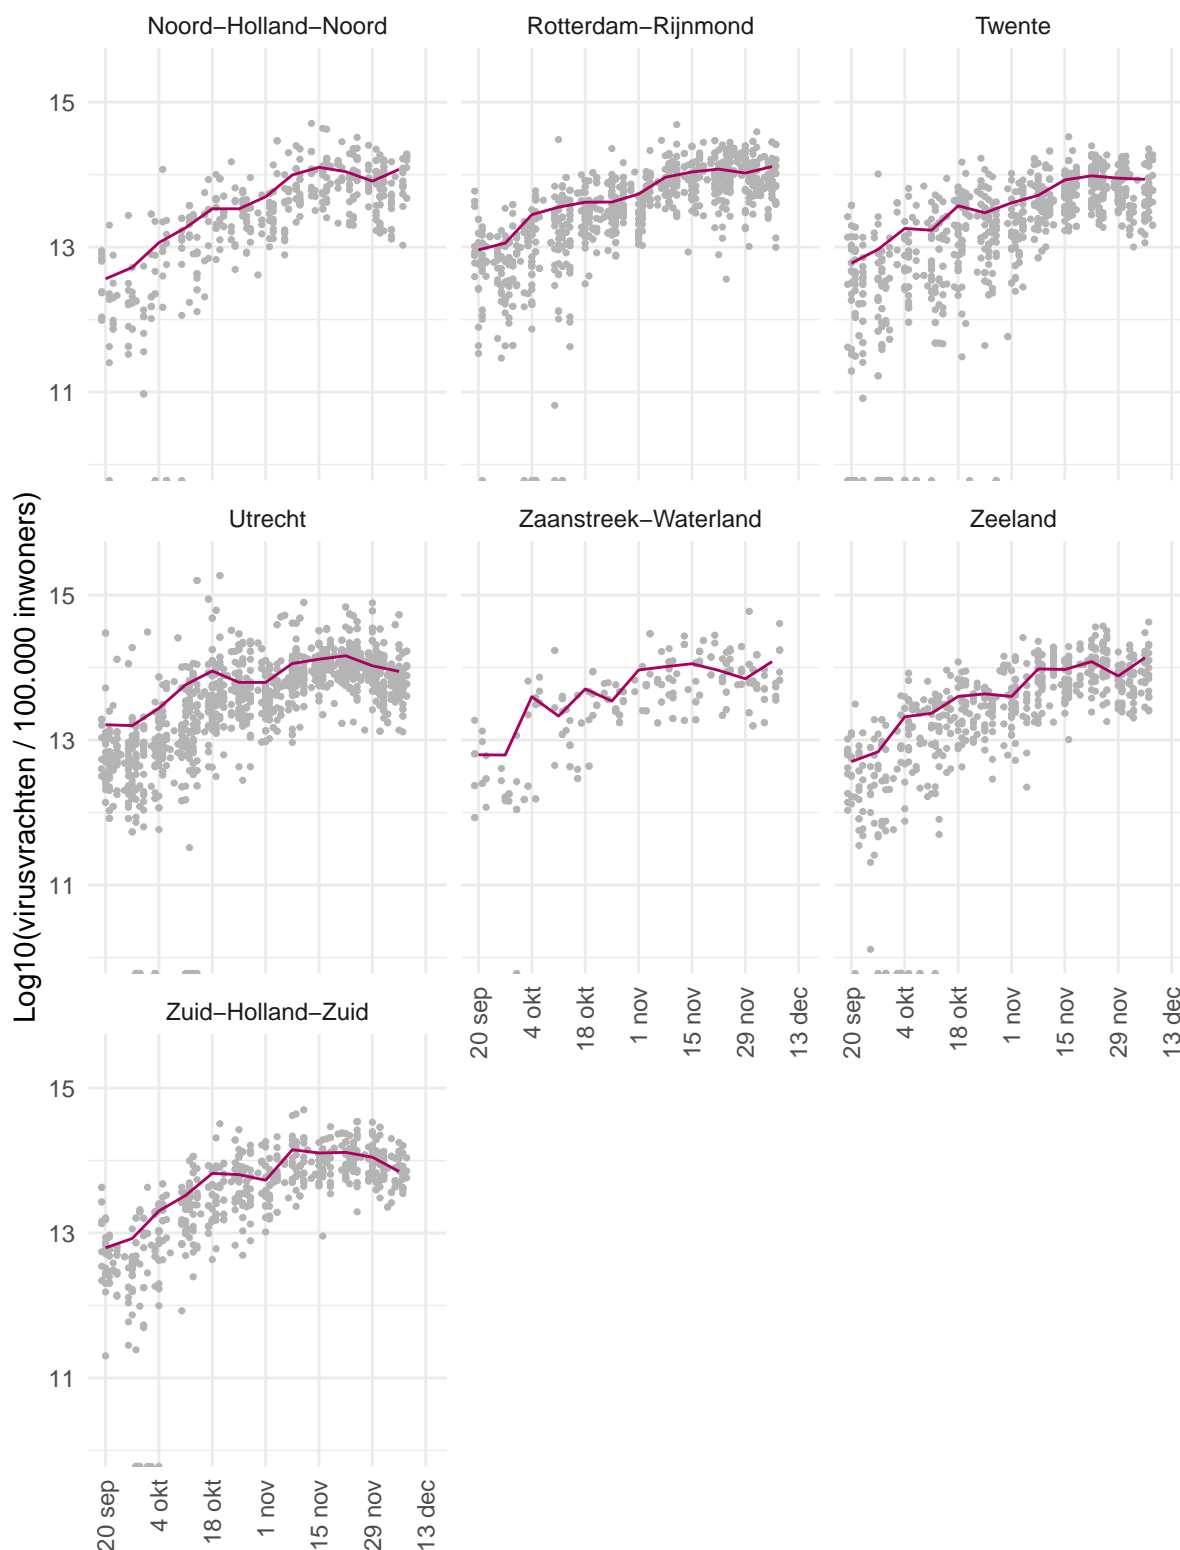 Noord−Holland−Noord
Rotterdam−Rijnmond
Twente
15
13
11
Log10(virusvrachten / 100.000 inwoners)
Utrecht
Zaanstreek−Waterland
Zeeland
15
13
11
20 sep
4 okt
18 okt
1 nov
15 nov
29 nov
13 dec
20 sep
4 okt
18 okt
1 nov
15 nov
29 nov
13 dec
Zuid−Holland−Zuid
15
13
11
20 sep
4 okt
18 okt
1 nov
15 nov
29 nov
13 dec